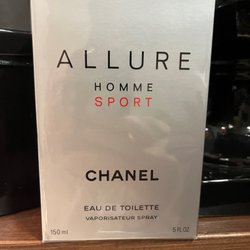 ALLURE
HOMME
SPORT
CHANEL
EAU DE TOILETTE
VAPORISATEUR SPRAY
150 ml 5 FL.OZ